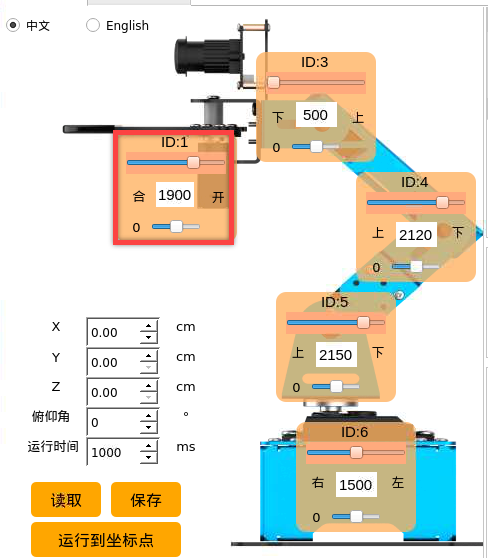 中文 English
ID:3
下 500 上
0
ID:1
合 1900 开
0
ID:4
上 2120 下
0
ID:5
上 2150 下
0
X 0.00 cm
Y 0.00 cm
Z 0.00 cm
俯仰角 0 °
运行时间 1000 ms
ID:6
右 1500 左
0
读取 保存
运行到坐标点